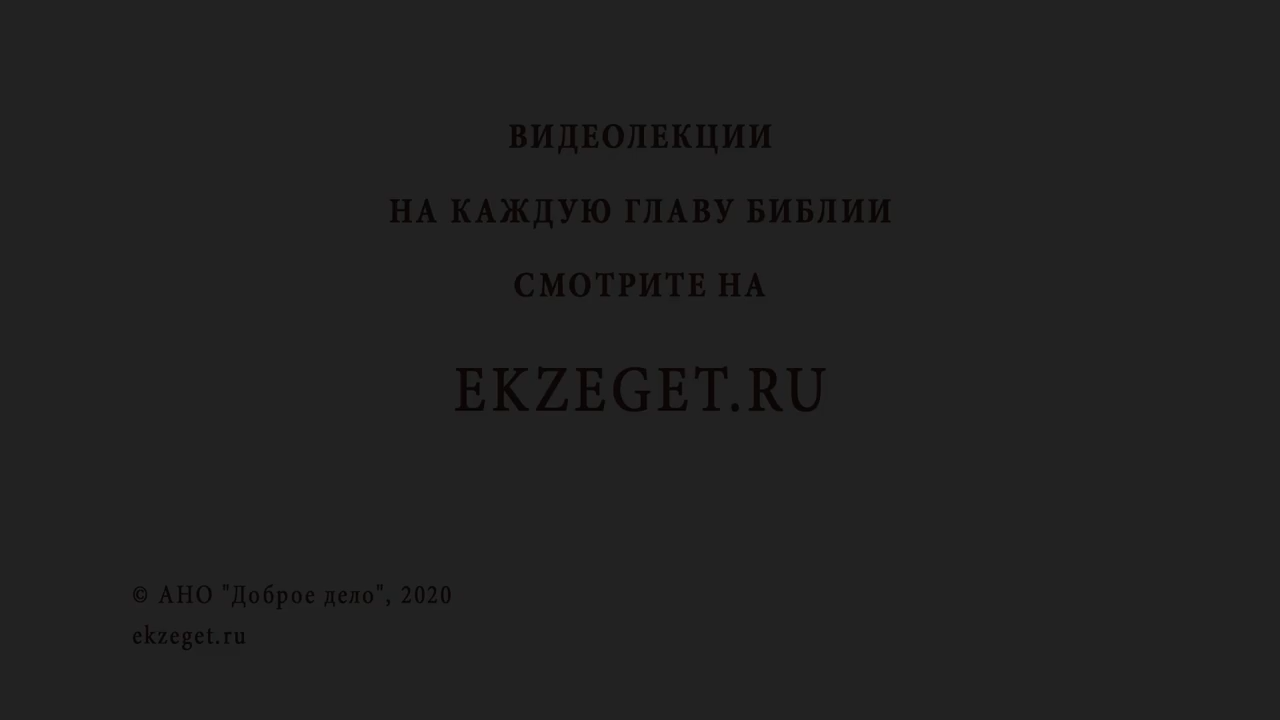 ВИДЕОЛЕКЦИИ
НА КАЖДУЮ ГЛАВУ БИБЛИИ
СМОТРИТЕ НА
EKZEGET.RU
© АНО "Доброе дело", 2020
ekzeget.ru